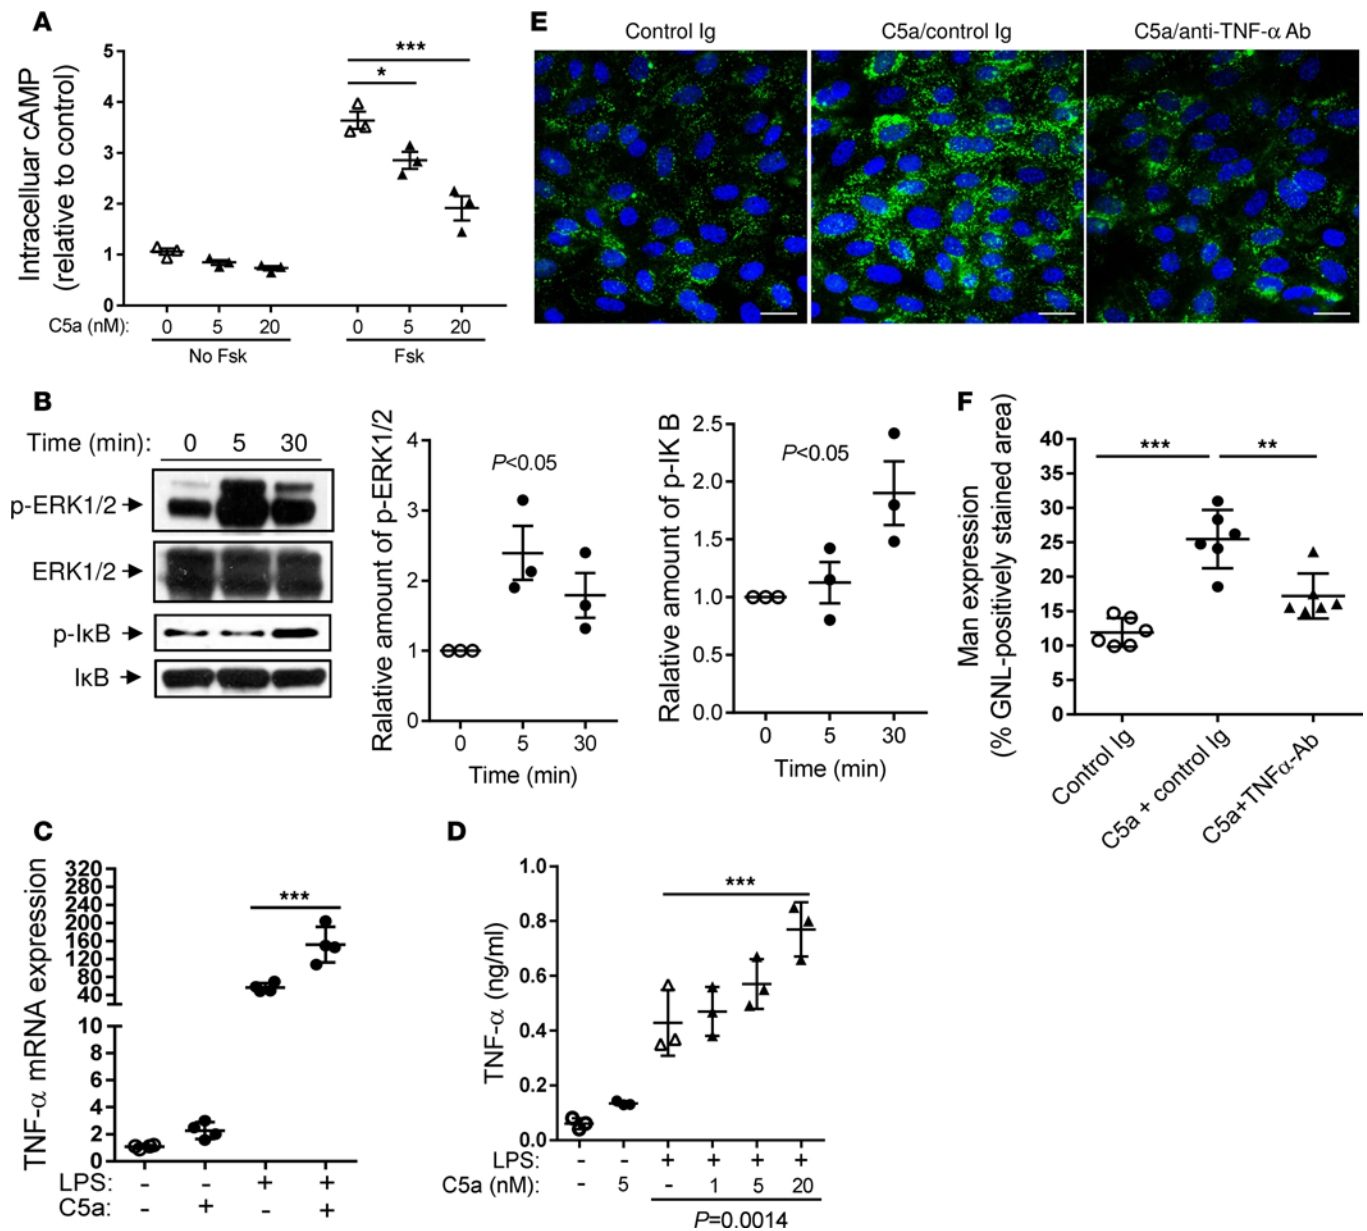 A
Intracelluar cAMP
(relative to control)
5
4
3
2
1
0
***
*
C5a (nM): 0 5 20 0 5 20
No Fsk Fsk
E
Control Ig C5a/control Ig C5a/anti-TNF-α Ab
B
Time (min): 0 5 30
p-ERK1/2
ERK1/2
p-IκB
IκB
Ralative amount of p-ERK1/2
4
3
2
1
0
P<0.05
0 5 30
Time (min)
Ralative amount of p-IK B
2.5
2.0
1.5
1.0
0.5
0.0
P<0.05
0 5 30
Time (min)
F
Man expression
(% GNL-positively stained area)
40
35
30
25
20
15
10
5
0
*** **
Control Ig
C5a + control Ig
C5a+TNFα-Ab
C
TNF-α mRNA expression
320
280
240
200
160
120
80
40
10
8
6
4
2
0
***
LPS: - - + +
C5a: - + - +
D
TNF-α (ng/ml)
1.0
0.8
0.6
0.4
0.2
0.0
***
LPS: - - + + + +
C5a (nM): - 5 - 1 5 20
P=0.0014